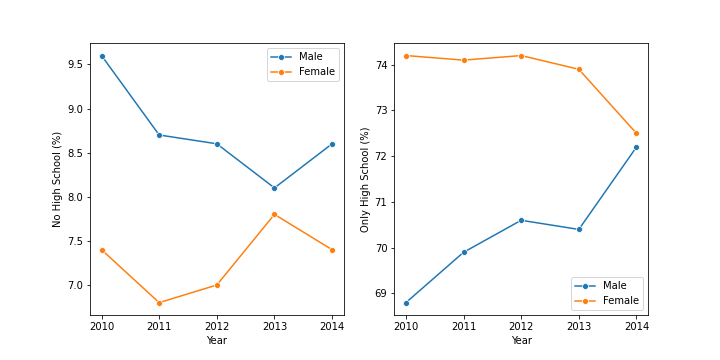 No High School (%)
9.5
9.0
8.5
8.0
7.5
7.0
Male
Female
2010 2011 2012 2013 2014
Year
Only High School (%)
74
73
72
71
70
69
Male
Female
2010 2011 2012 2013 2014
Year